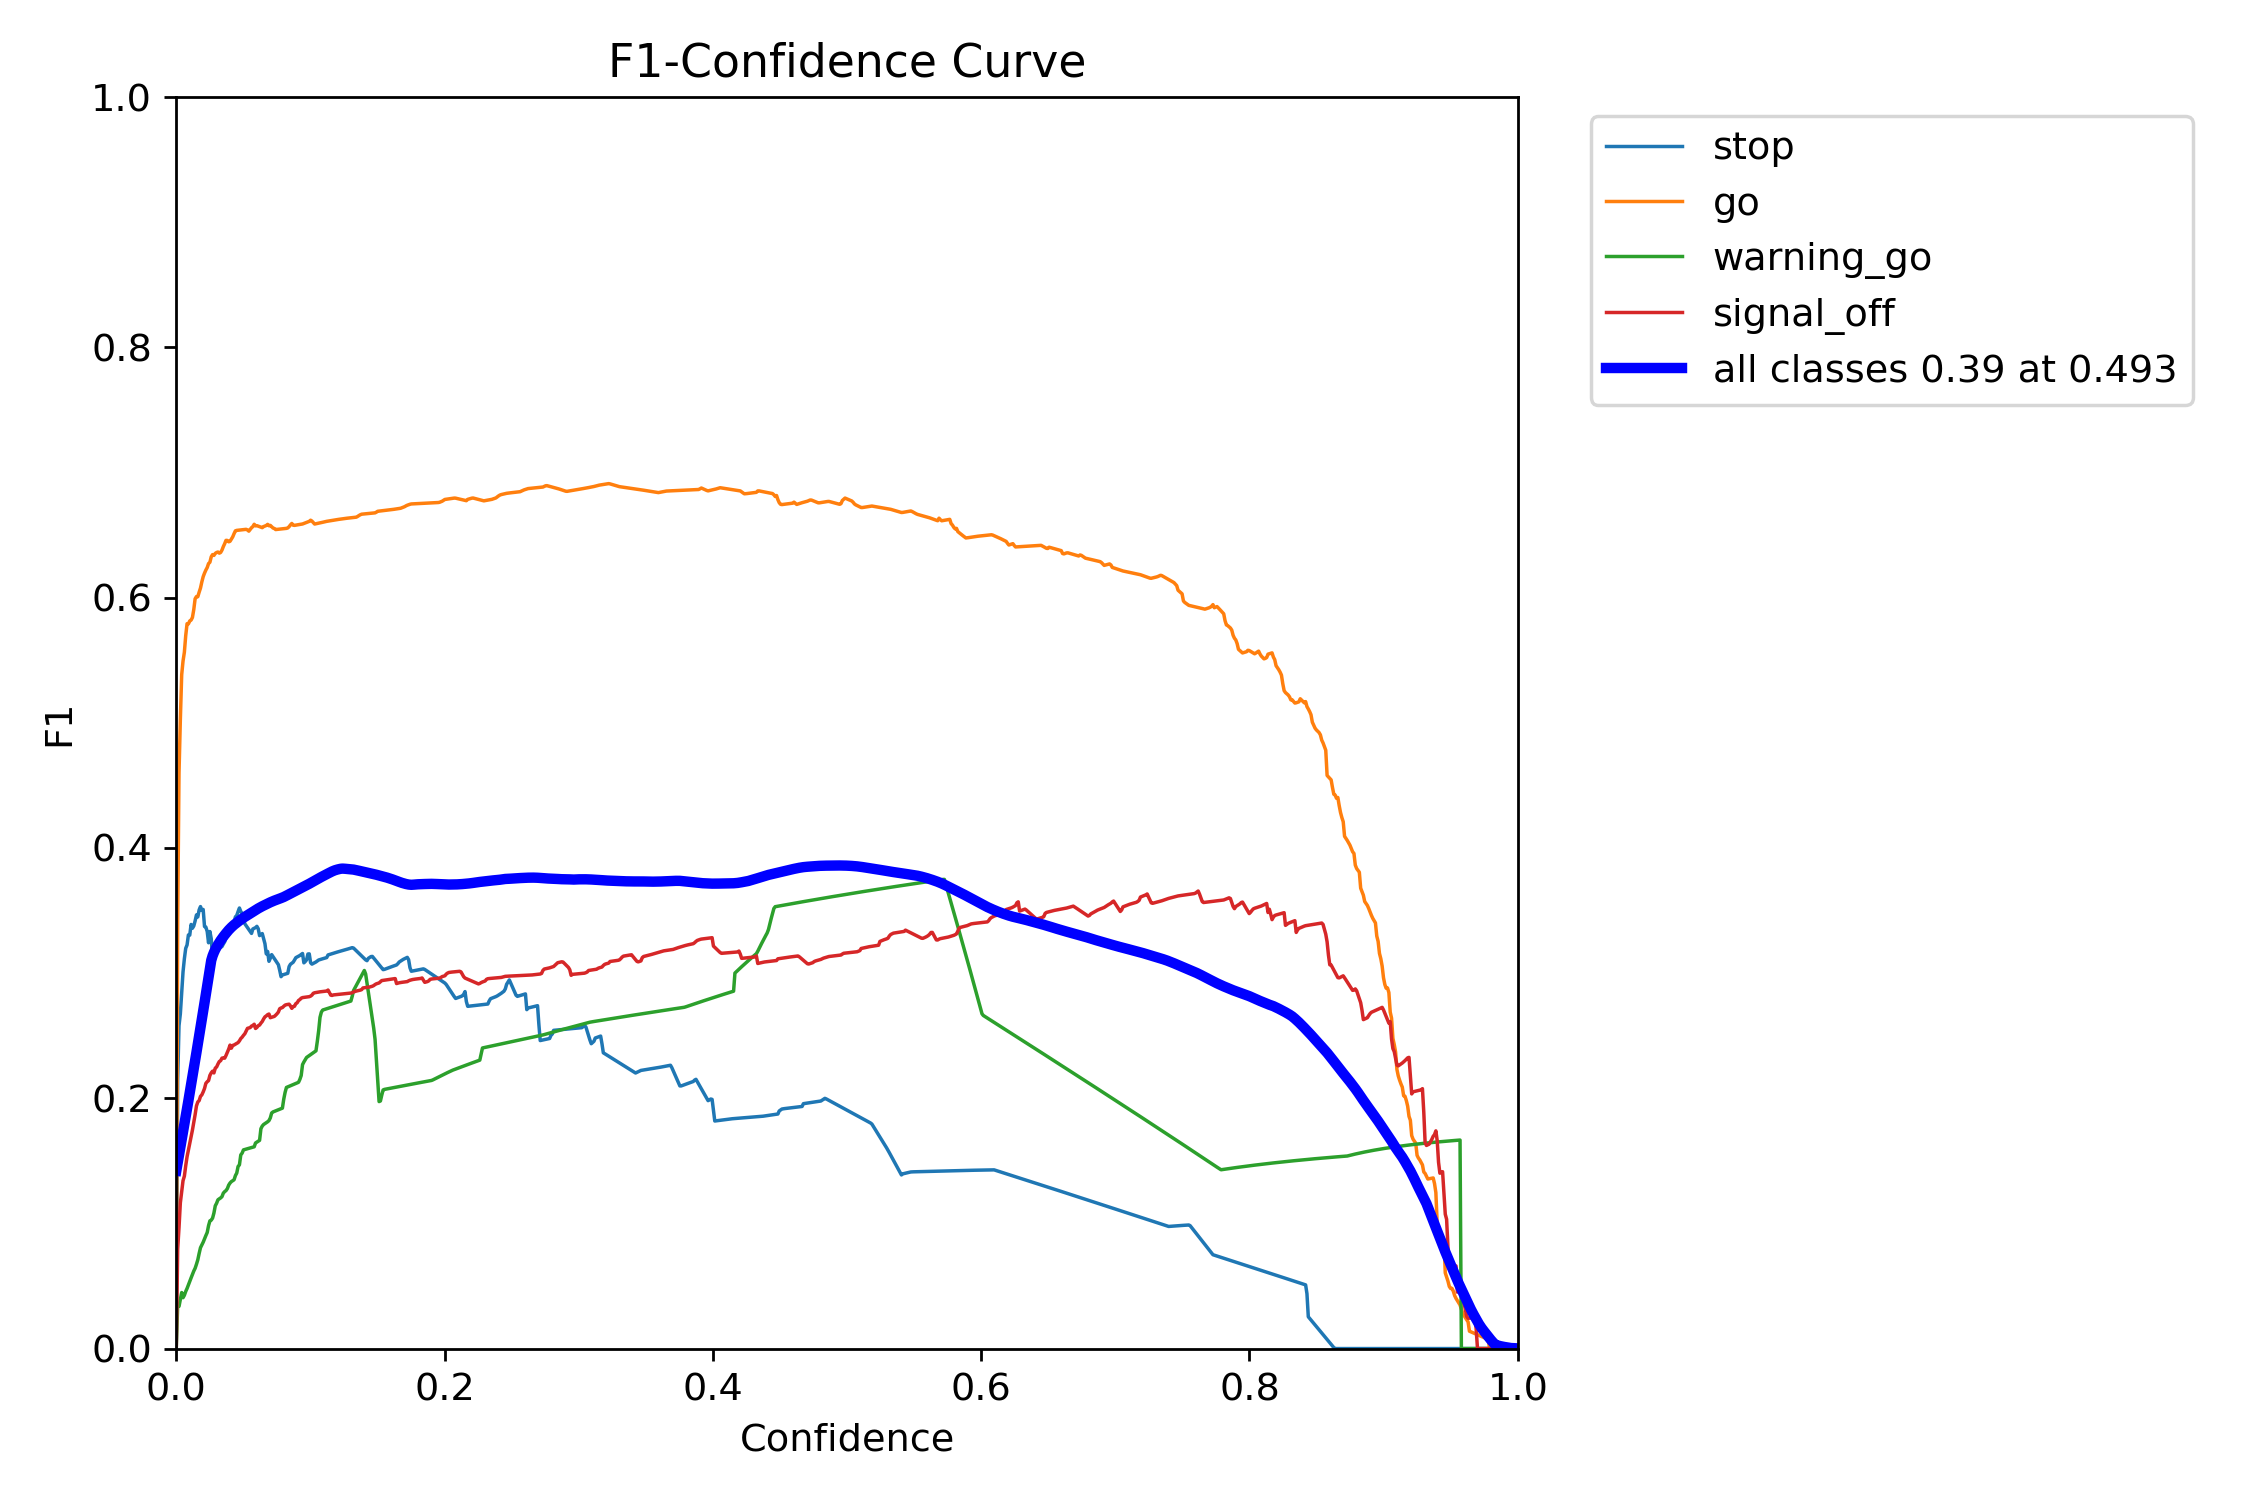 F1-Confidence Curve
1.0
0.8
0.6
0.4
0.2
0.0
F1
0.0 0.2 0.4 0.6 0.8 1.0
Confidence
stop
go
warning_go
signal_off
all classes 0.39 at 0.493